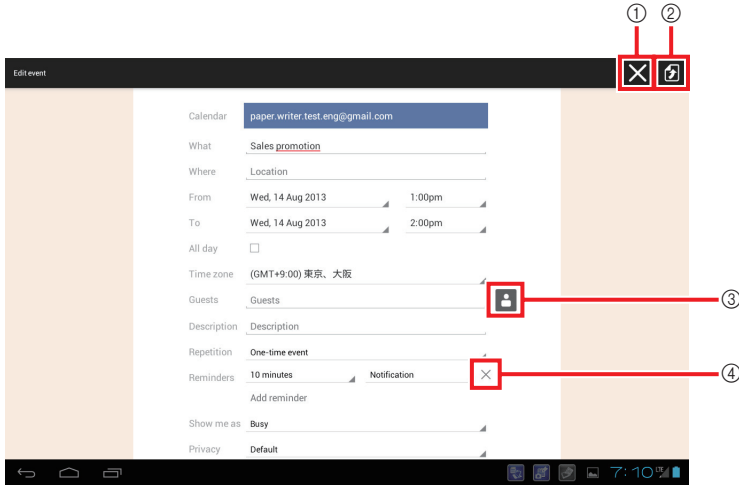 ① ②
Edit event
Calendar paper.writer.test.eng@gmail.com
What Sales promotion
Where Location
From Wed, 14 Aug 2013 1:00pm
To Wed, 14 Aug 2013 2:00pm
All day
Time zone (GMT+9:00) 東京、大阪
Guests Guests
③
Description Description
Repetition One-time event
Reminders 10 minutes Notification
④
Add reminder
Show me as Busy
Privacy Default
7:10 LTE